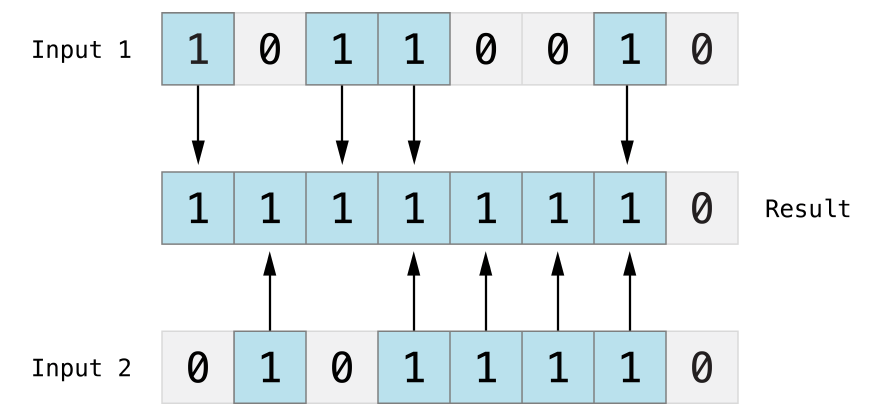 Input 1 1 0 1 1 0 0 1 0
1 1 1 1 1 1 1 0 Result
Input 2 0 1 0 1 1 1 1 0